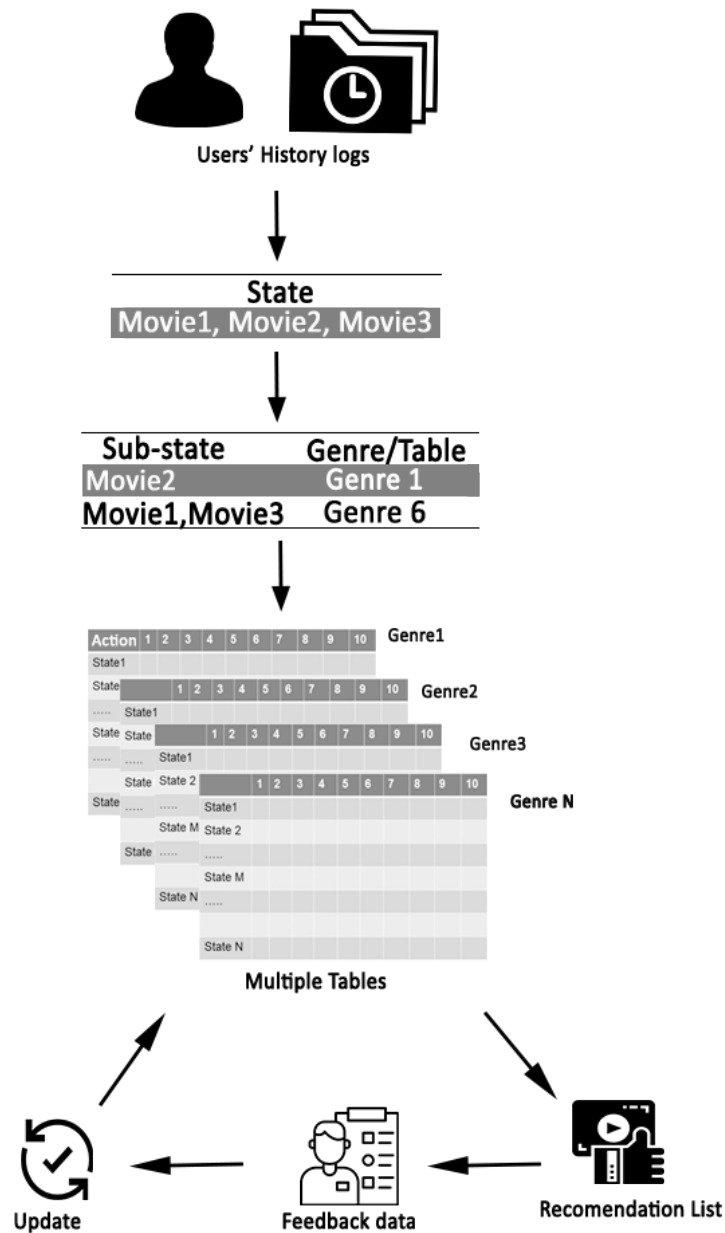 Users' History logs
State
Movie1, Movie2, Movie3
Sub-state Genre/Table
Movie2 Genre 1
Movie1,Movie3 Genre 6
Action 1 2 3 4 5 6 7 8 9 10 Genre1
State1
State 1 2 3 4 5 6 7 8 9 10 Genre2
..... State1
State State 1 2 3 4 5 6 7 8 9 10 Genre3
..... ..... State1
State State 2 1 2 3 4 5 6 7 8 9 10 Genre N
State ..... ..... State1
State M State 2
State ..... .....
State M
State N .....
State N
Multiple Tables
Recomendation List
Feedback data
Update